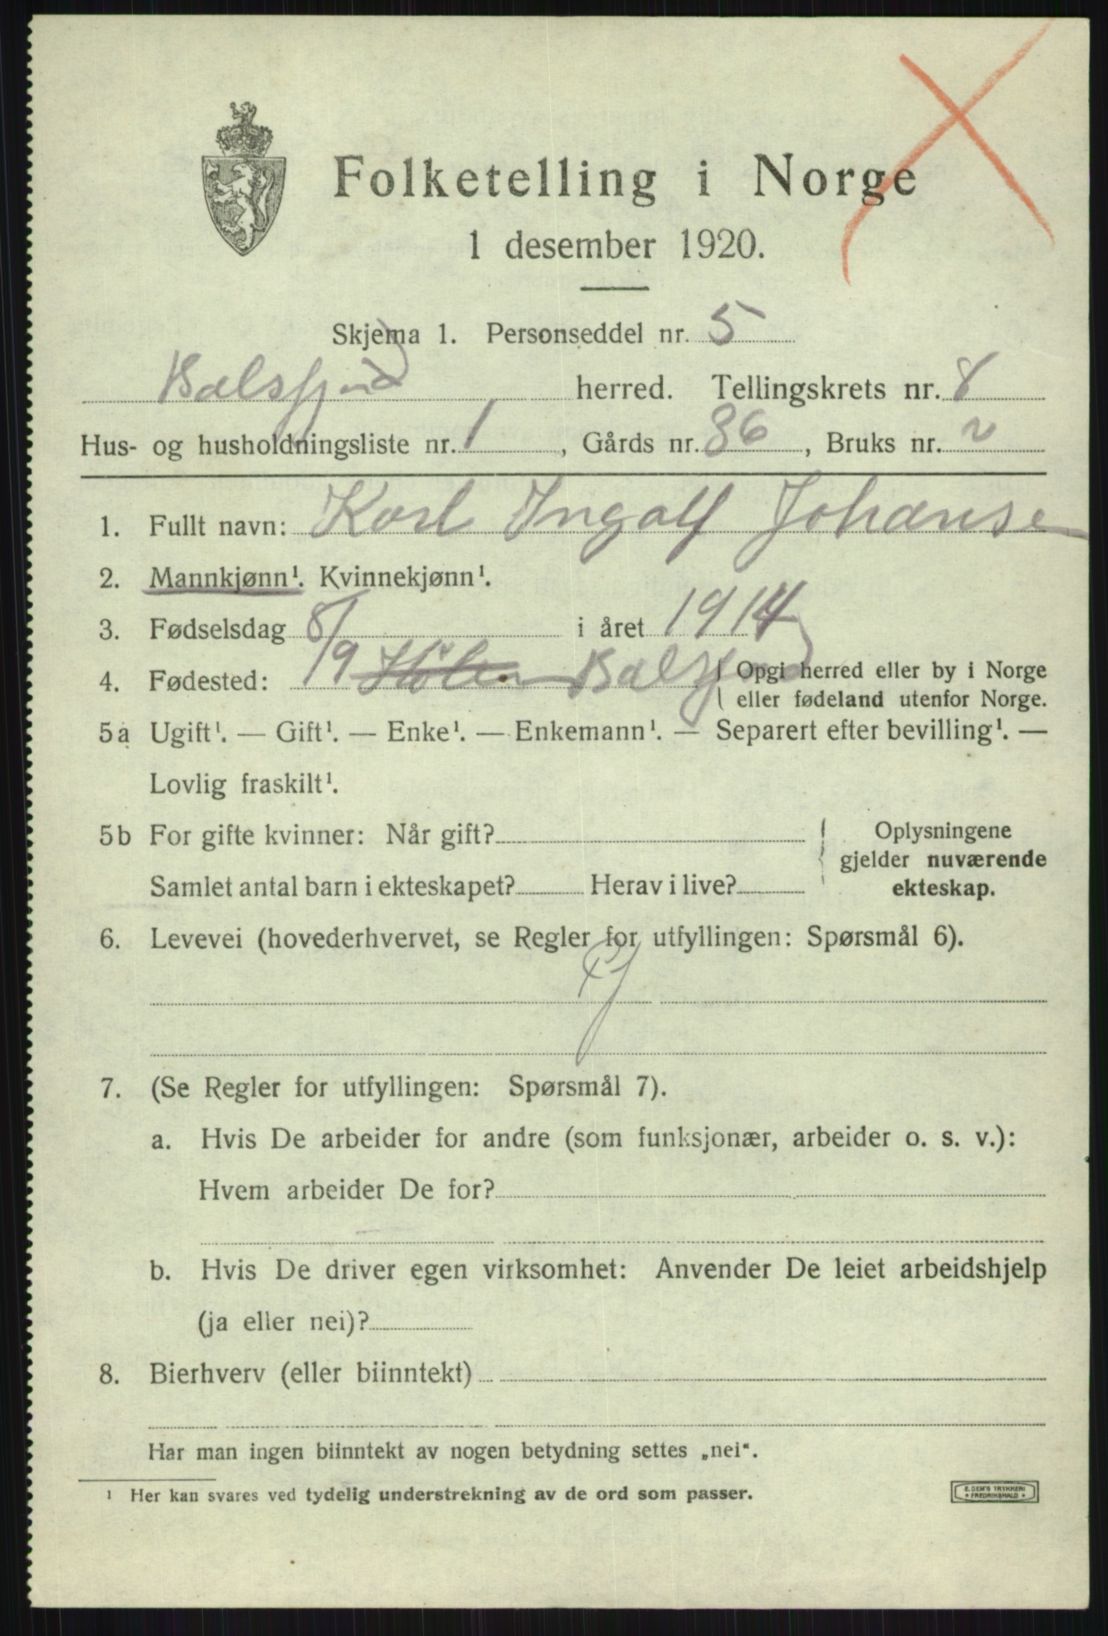 Folketelling i Norge
1 desember 1920.
Skjema 1. Personseddel nr. 5
Balsfjord herred. Tellingskrets nr. 8
Hus- og husholdningsliste nr. 1, Gårds nr. 86, Bruks nr. 2
1. Fullt navn: Karl Ingolf Johanse
2. Mannkjønn¹. Kvinnekjønn¹.
3. Fødselsdag 8/9 i året 1914
4. Fødested: Balsfjord { Opgi herred eller by i Norge
eller fødeland utenfor Norge.
5a Ugift¹. — Gift¹. — Enke¹. — Enkemann¹. — Separert efter bevilling¹. —
Lovlig fraskilt¹.
5b For gifte kvinner: Når gift? { Oplysningene
gjelder nuværende
Samlet antal barn i ekteskapet? Herav i live? ekteskap.
6. Levevei (hovederhvervet, se Regler for utfyllingen: Spørsmål 6).
7. (Se Regler for utfyllingen: Spørsmål 7).
a. Hvis De arbeider for andre (som funksjonær, arbeider o. s. v.):
Hvem arbeider De for?
b. Hvis De driver egen virksomhet: Anvender De leiet arbeidshjelp
(ja eller nei)?
8. Bierhverv (eller biinntekt)
Har man ingen biinntekt av nogen betydning settes „nei“.
¹ Her kan svares ved tydelig understrekning av de ord som passer.
E. DEM'S TRYKKERI
• FREDRIKSHALD •